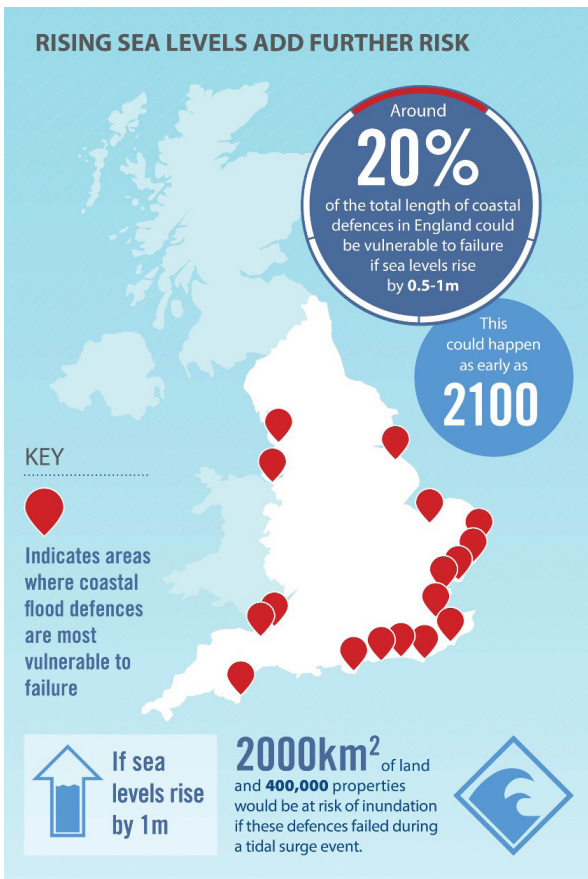 RISING SEA LEVELS ADD FURTHER RISK
Around
20%
of the total length of coastal
defences in England could
be vulnerable to failure
if sea levels rise
by 0.5-1m
This
could happen
as early as
2100
KEY
Indicates areas
where coastal
flood defences
are most
vulnerable to
failure
If sea
levels rise
by 1m
2000km² of land
and 400,000 properties
would be at risk of inundation
if these defences failed during
a tidal surge event.